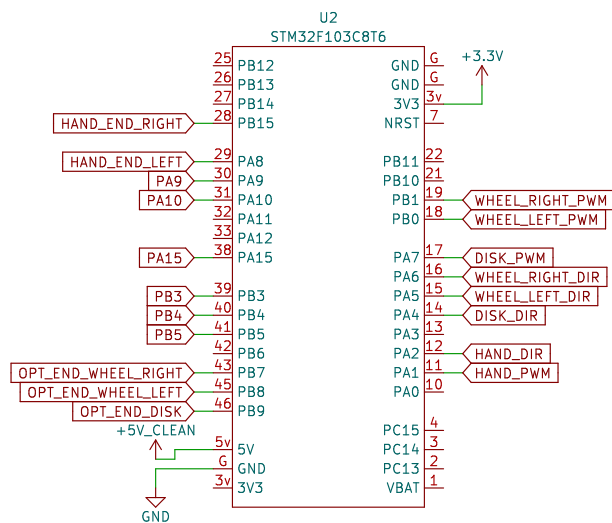 U2
STM32F103C8T6
+3.3V
25 PB12 GND G
26 PB13 GND G
27 PB14 3V3 3v
HAND_END_RIGHT 28 PB15 NRST 7
HAND_END_LEFT 29 PA8 PB11 22
PA9 30 PA9 PB10 21
PA10 31 PA10 PB1 19 WHEEL_RIGHT_PWM
32 PA11 PB0 18 WHEEL_LEFT_PWM
33 PA12
PA15 38 PA15 PA7 17 DISK_PWM
PA6 16 WHEEL_RIGHT_DIR
PB3 39 PB3 PA5 15 WHEEL_LEFT_DIR
PB4 40 PB4 PA4 14 DISK_DIR
PB5 41 PB5 PA3 13
42 PB6 PA2 12 HAND_DIR
OPT_END_WHEEL_RIGHT 43 PB7 PA1 11 HAND_PWM
OPT_END_WHEEL_LEFT 45 PB8 PA0 10
OPT_END_DISK 46 PB9
+5V_CLEAN PC15 4
5v 5V PC14 3
G GND PC13 2
3v 3V3 VBAT 1
GND